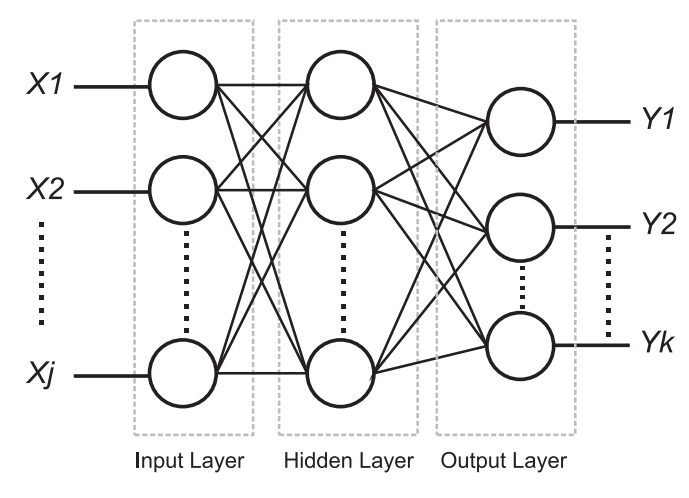 X1
Y1
X2
Y2
Xj
Yk
Input Layer
Hidden Layer
Output Layer